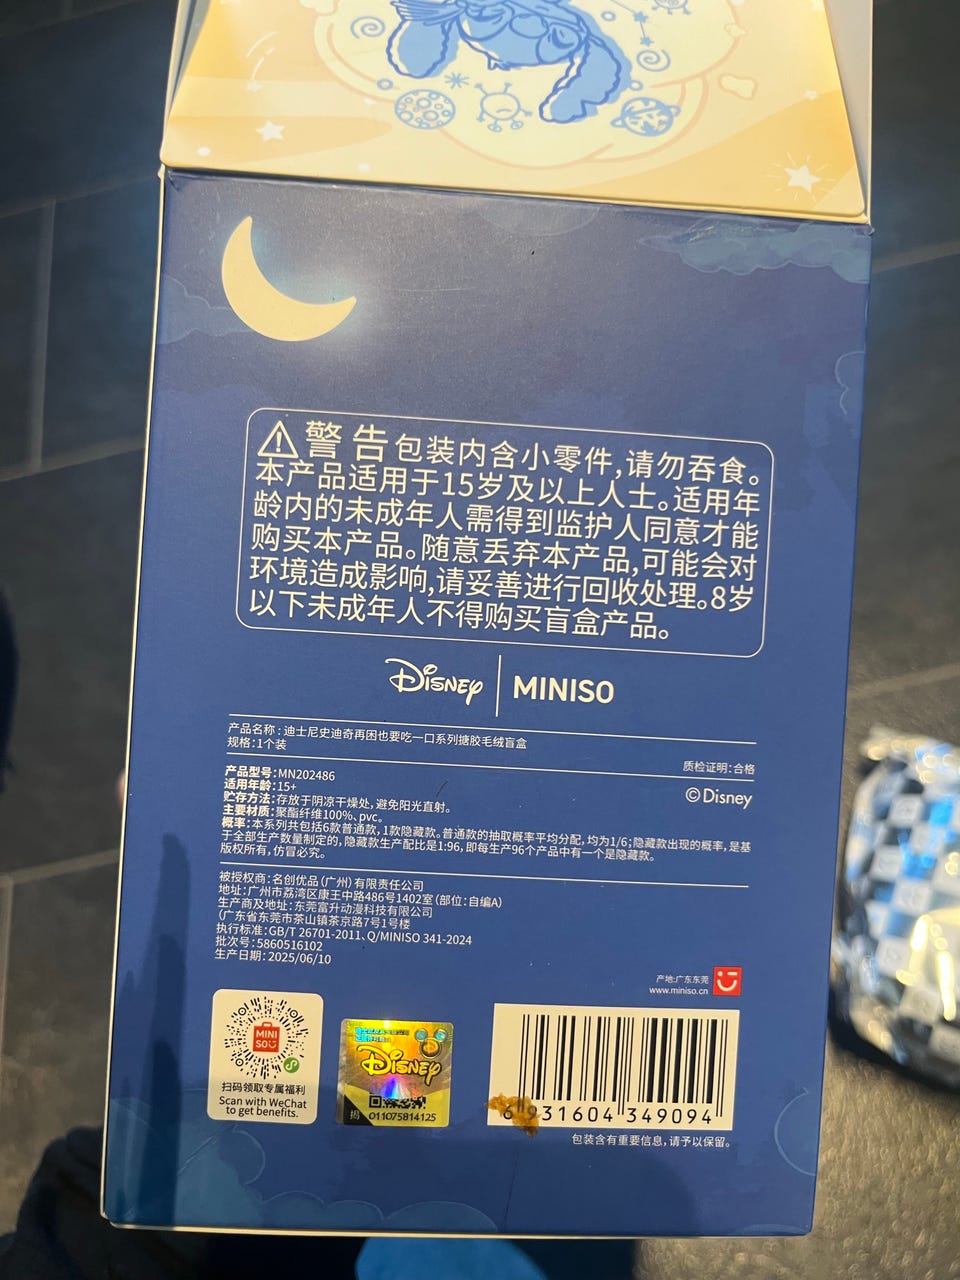 警告 包装内含小零件,请勿吞食。
本产品适用于15岁及以上人士。适用年
龄内的未成年人需得到监护人同意才能
购买本产品。随意丢弃本产品,可能会对
环境造成影响,请妥善进行回收处理。8岁
以下未成年人不得购买盲盒产品。
Disney | MINISO
产品名称:迪士尼史迪奇再困也要吃一口系列搪胶毛绒盲盒
规格:1个装
质检证明:合格
产品型号:MN202486
适用年龄:15+
©Disney
贮存方法:存放于阴凉干燥处,避免阳光直射。
主要材质:聚酯纤维100%、pvc。
概率:本系列共包括6款普通款,1款隐藏款。普通款的抽取概率平均分配,均为1/6;隐藏款出现的概率,是基
于全部生产数量制定的,隐藏款生产配比是1:96,即每生产96个产品中有一个是隐藏款。
版权所有,仿冒必究。
被授权商:名创优品(广州)有限责任公司
地址:广州市荔湾区康王中路486号1402室(部位:自编A)
生产商及地址:东莞富升动漫科技有限公司
(广东省东莞市茶山镇茶京路7号1号楼
执行标准:GB/T 26701-2011、Q/MINISO 341-2024
批次号:5860516102
生产日期:2025/06/10
产地:广东东莞
www.miniso.cn
MINI
SO
扫码领取专属福利
Scan with WeChat
to get benefits.
Disney
揭 011075814125
6 931604 349094
包装含有重要信息,请予以保留。